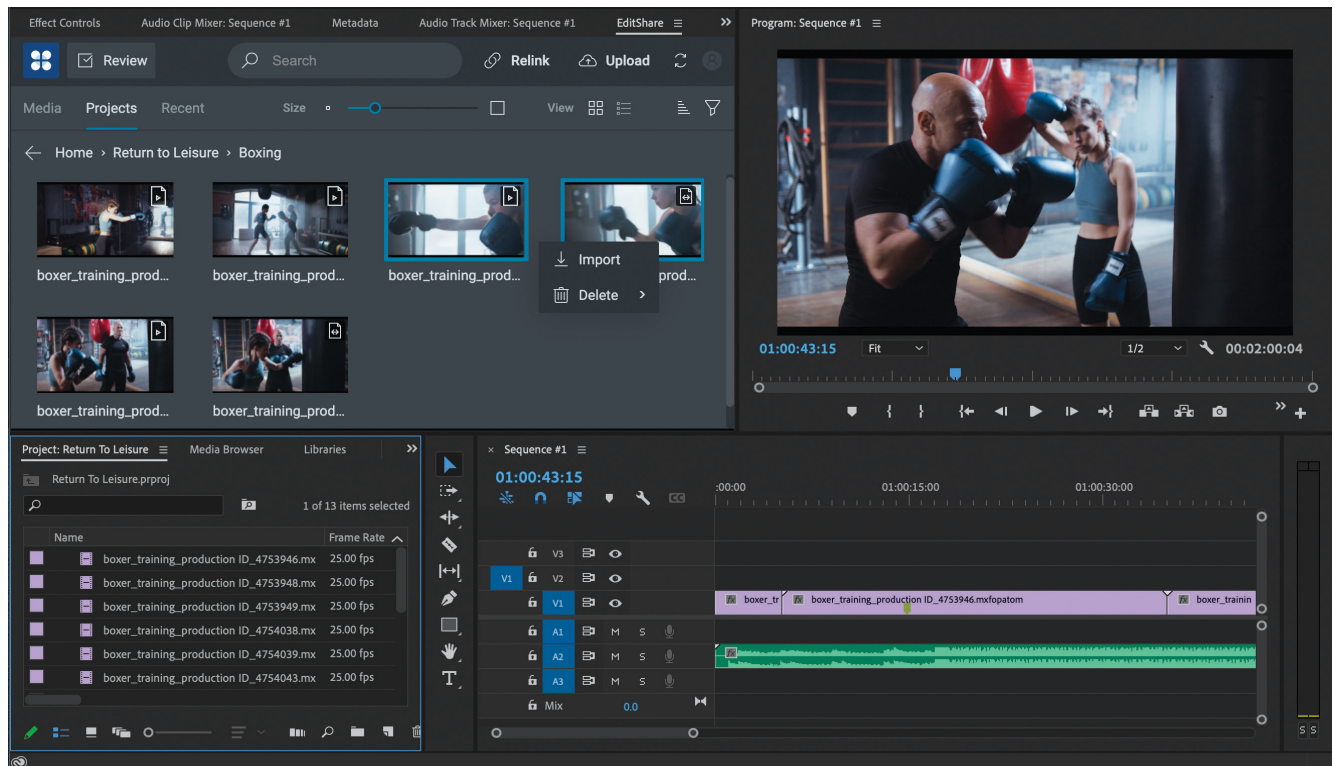 Effect Controls Audio Clip Mixer: Sequence #1 Metadata Audio Track Mixer: Sequence #1 EditShare
Review Search Relink Upload
Media Projects Recent Size View
Home › Return to Leisure › Boxing
boxer_training_prod... boxer_training_prod... boxer_training_prod... prod...
Import
Delete
boxer_training_prod... boxer_training_prod...
Program: Sequence #1
01:00:43:15 Fit 1/2 00:02:00:04
Project: Return To Leisure Media Browser Libraries
Return To Leisure.prproj
1 of 13 items selected
Name Frame Rate
boxer_training_production ID_4753946.mx 25.00 fps
boxer_training_production ID_4753948.mx 25.00 fps
boxer_training_production ID_4753949.mx 25.00 fps
boxer_training_production ID_4754038.mx 25.00 fps
boxer_training_production ID_4754039.mx 25.00 fps
boxer_training_production ID_4754043.mx 25.00 fps
T
× Sequence #1
01:00:43:15
CC
:00:00 01:00:15:00 01:00:30:00
V3
V1 V2
V1 fx boxer_tr fx boxer_training_production ID_4753946.mxfopatom fx boxer_trainin
A1 M S
A2 M S fx
A3 M S
Mix 0.0
S S